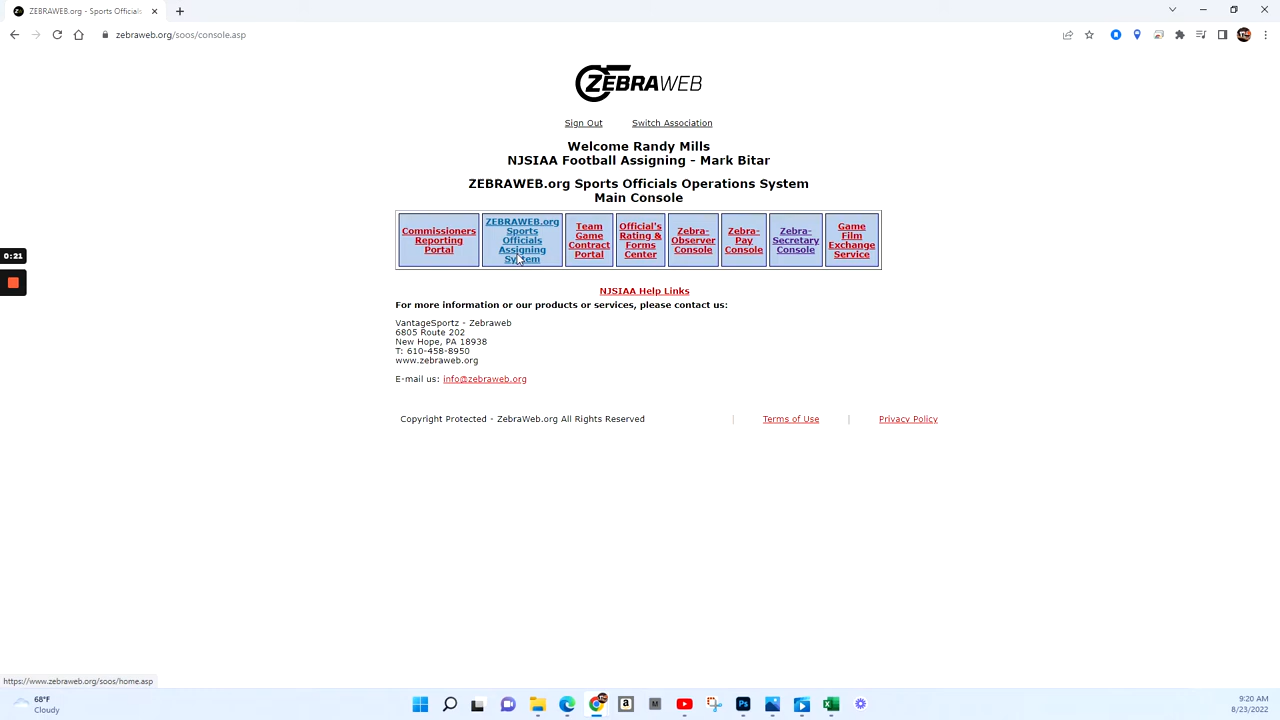 ZEBRAWEB.org - Sports Officials
zebraweb.org/soos/console.asp
ZEBRAWEB
Sign Out Switch Association
Welcome Randy Mills
NJSIAA Football Assigning - Mark Bitar
ZEBRAWEB.org Sports Officials Operations System
Main Console
Commissioners
Reporting
Portal
ZEBRAWEB.org
Sports
Officials
Assigning
System
Team
Game
Contract
Portal
Official's
Rating &
Forms
Center
Zebra-
Observer
Console
Zebra-
Pay
Console
Zebra-
Secretary
Console
Game
Film
Exchange
Service
0:21
NJSIAA Help Links
For more information or our products or services, please contact us:
VantageSportz - Zebraweb
6805 Route 202
New Hope, PA 18938
T: 610-458-8950
www.zebraweb.org
E-mail us: info@zebraweb.org
Copyright Protected - ZebraWeb.org All Rights Reserved | Terms of Use | Privacy Policy
https://www.zebraweb.org/soos/home.asp
68°F
Cloudy
9:20 AM
8/23/2022